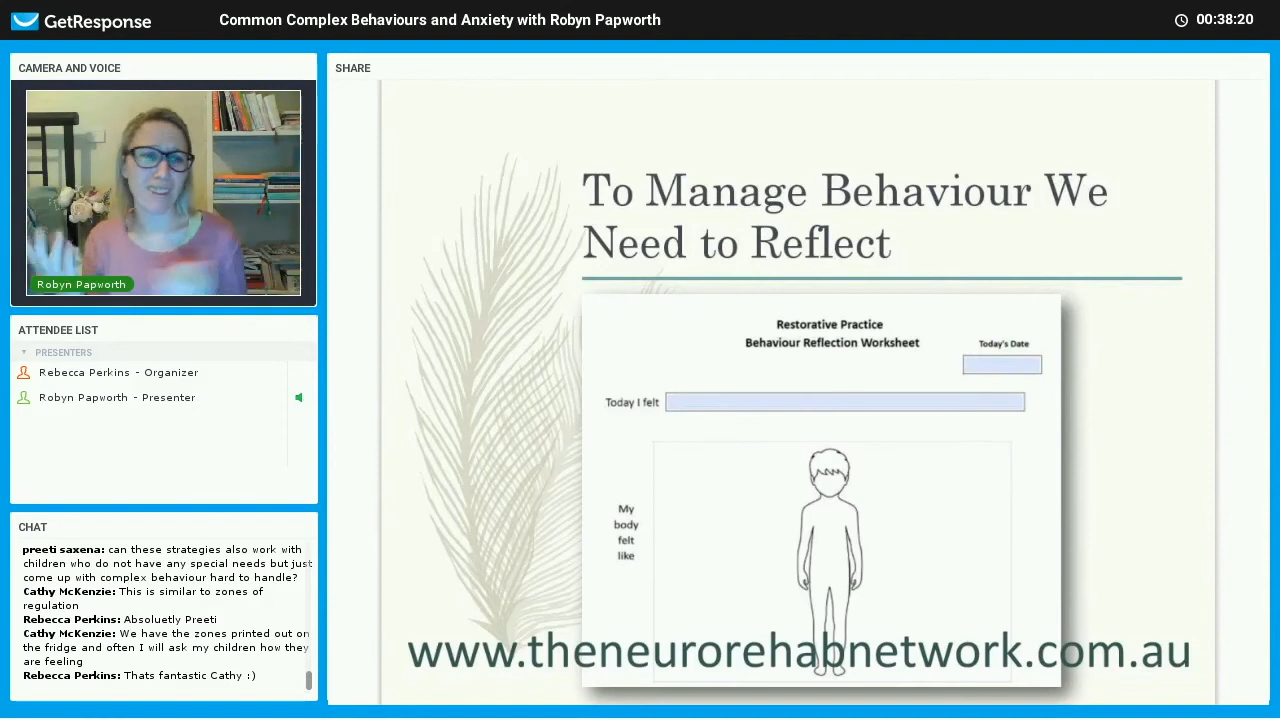 GetResponse
Common Complex Behaviours and Anxiety with Robyn Papworth
00:38:20
CAMERA AND VOICE
Robyn Papworth
ATTENDEE LIST
PRESENTERS
Rebecca Perkins - Organizer
Robyn Papworth - Presenter
CHAT
preeti saxena: can these strategies also work with
children who do not have any special needs but just
come up with complex behaviour hard to handle?
Cathy McKenzie: This is similar to zones of
regulation
Rebecca Perkins: Absoluetly Preeti
Cathy McKenzie: We have the zones printed out on
the fridge and often I will ask my children how they
are feeling
Rebecca Perkins: Thats fantastic Cathy :)
SHARE
To Manage Behaviour We
Need to Reflect
Restorative Practice
Behaviour Reflection Worksheet
Today's Date
Today I felt
My
body
felt
like
www.theneurorehabnetwork.com.au